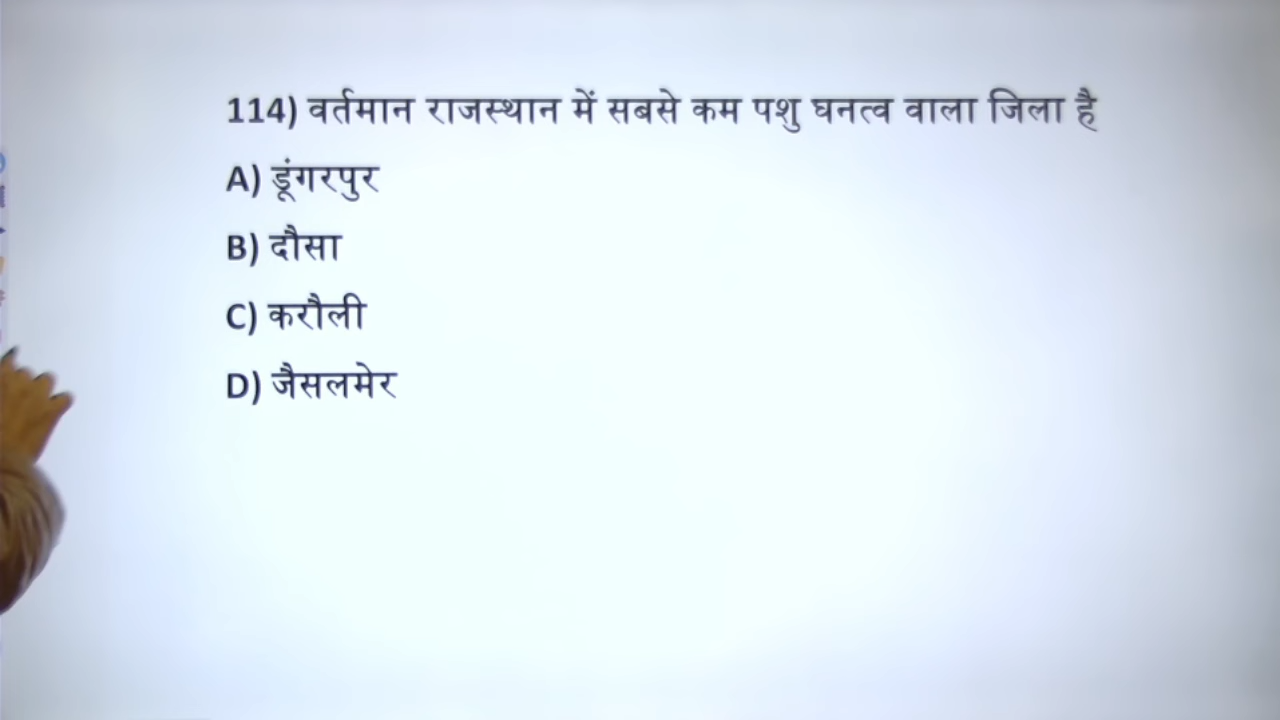 114) वर्तमान राजस्थान में सबसे कम पशु घनत्व वाला जिला है
A) डूंगरपुर
B) दौसा
C) करौली
D) जैसलमेर